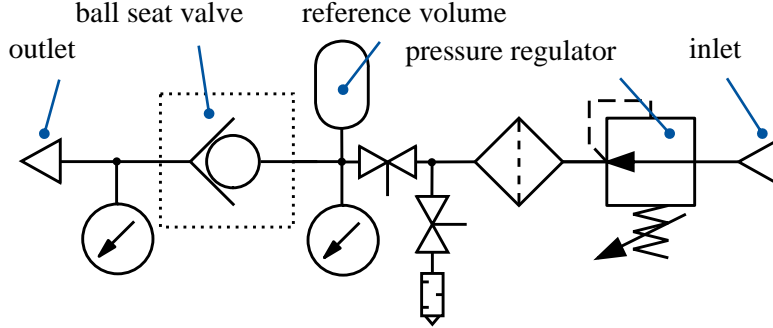 ball seat valve
reference volume
outlet
pressure regulator
inlet